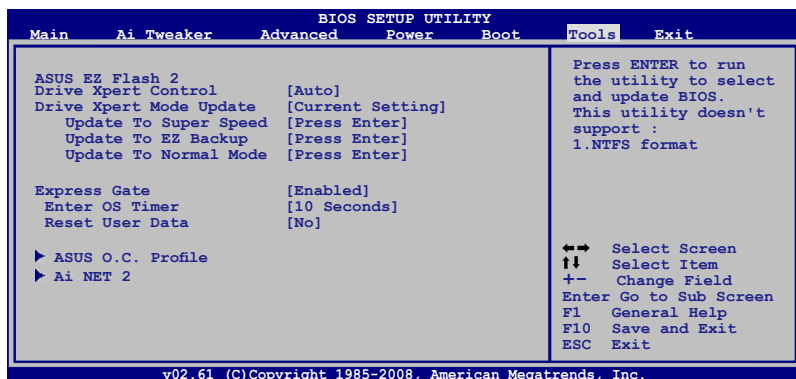 BIOS SETUP UTILITY
Main Ai Tweaker Advanced Power Boot Tools Exit
ASUS EZ Flash 2
Drive Xpert Control [Auto]
Drive Xpert Mode Update [Current Setting]
Update To Super Speed [Press Enter]
Update To EZ Backup [Press Enter]
Update To Normal Mode [Press Enter]
Express Gate [Enabled]
Enter OS Timer [10 Seconds]
Reset User Data [No]
ASUS O.C. Profile
Ai NET 2
Press ENTER to run
the utility to select
and update BIOS.
This utility doesn't
support :
1.NTFS format
←→ Select Screen
↑↓ Select Item
+- Change Field
Enter Go to Sub Screen
F1 General Help
F10 Save and Exit
ESC Exit
v02.61 (C)Copyright 1985-2008, American Megatrends, Inc.